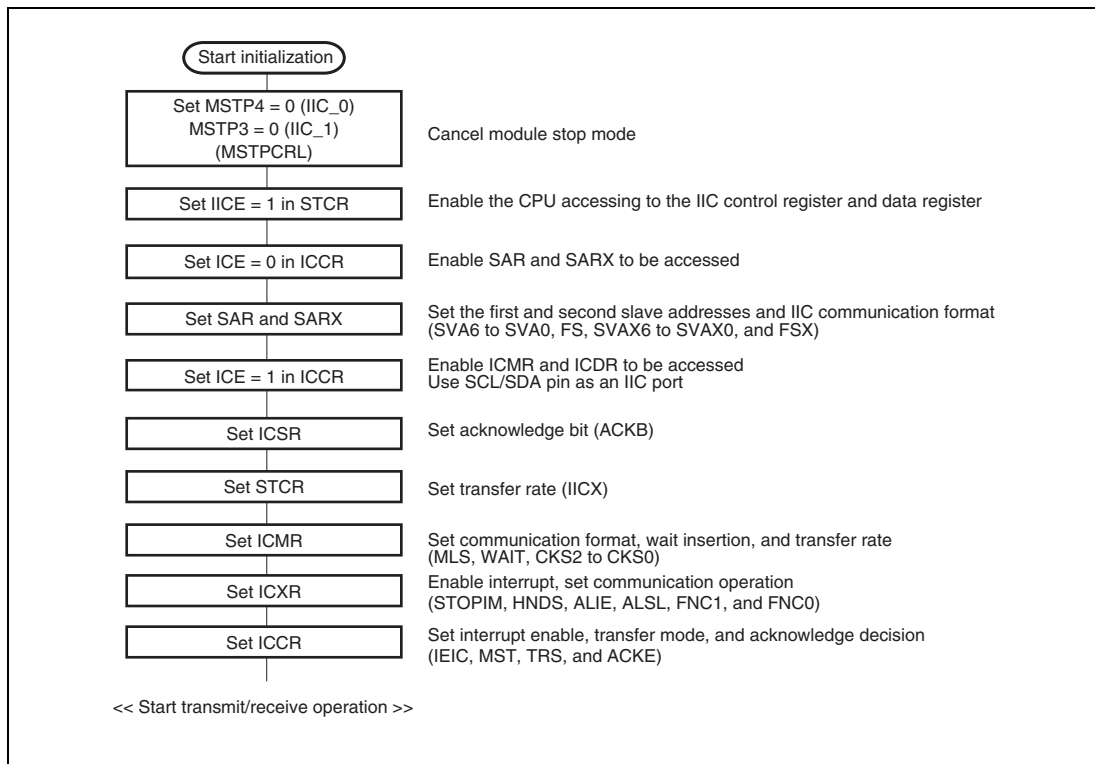 Start initialization
Set MSTP4 = 0 (IIC_0)
MSTP3 = 0 (IIC_1)
(MSTPCRL)
Cancel module stop mode
Set IICE = 1 in STCR
Enable the CPU accessing to the IIC control register and data register
Set ICE = 0 in ICCR
Enable SAR and SARX to be accessed
Set SAR and SARX
Set the first and second slave addresses and IIC communication format
(SVA6 to SVA0, FS, SVAX6 to SVAX0, and FSX)
Set ICE = 1 in ICCR
Enable ICMR and ICDR to be accessed
Use SCL/SDA pin as an IIC port
Set ICSR
Set acknowledge bit (ACKB)
Set STCR
Set transfer rate (IICX)
Set ICMR
Set communication format, wait insertion, and transfer rate
(MLS, WAIT, CKS2 to CKS0)
Set ICXR
Enable interrupt, set communication operation
(STOPIM, HNDS, ALIE, ALSL, FNC1, and FNC0)
Set ICCR
Set interrupt enable, transfer mode, and acknowledge decision
(IEIC, MST, TRS, and ACKE)
<< Start transmit/receive operation >>